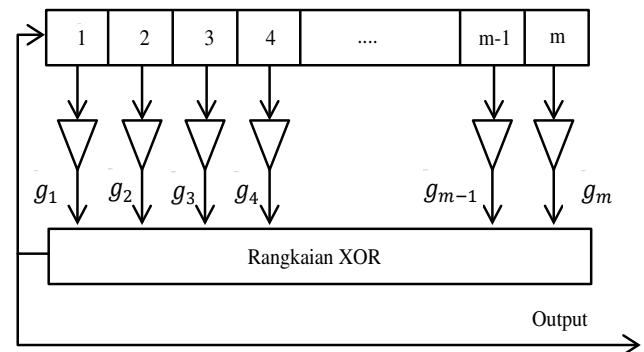 1 2 3 4 .... m-1 m
g₁ g₂ g₃ g₄ gₘ₋₁ gₘ
Rangkaian XOR
Output